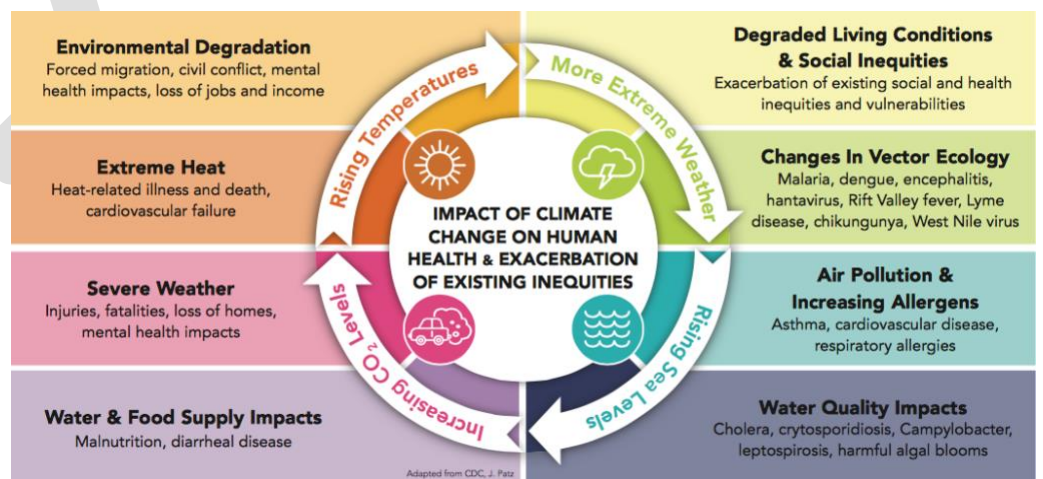 Environmental Degradation
Forced migration, civil conflict, mental
health impacts, loss of jobs and income
Extreme Heat
Heat-related illness and death,
cardiovascular failure
Severe Weather
Injuries, fatalities, loss of homes,
mental health impacts
Water & Food Supply Impacts
Malnutrition, diarrheal disease
Rising Temperatures
More Extreme Weather
Rising Sea Levels
Increasing CO₂ Levels
IMPACT OF CLIMATE
CHANGE ON HUMAN
HEALTH & EXACERBATION
OF EXISTING INEQUITIES
Degraded Living Conditions
& Social Inequities
Exacerbation of existing social and health
inequities and vulnerabilities
Changes In Vector Ecology
Malaria, dengue, encephalitis,
hantavirus, Rift Valley fever, Lyme
disease, chikungunya, West Nile virus
Air Pollution &
Increasing Allergens
Asthma, cardiovascular disease,
respiratory allergies
Water Quality Impacts
Cholera, crytosporidiosis, Campylobacter,
leptospirosis, harmful algal blooms
Adapted from CDC, J. Patz